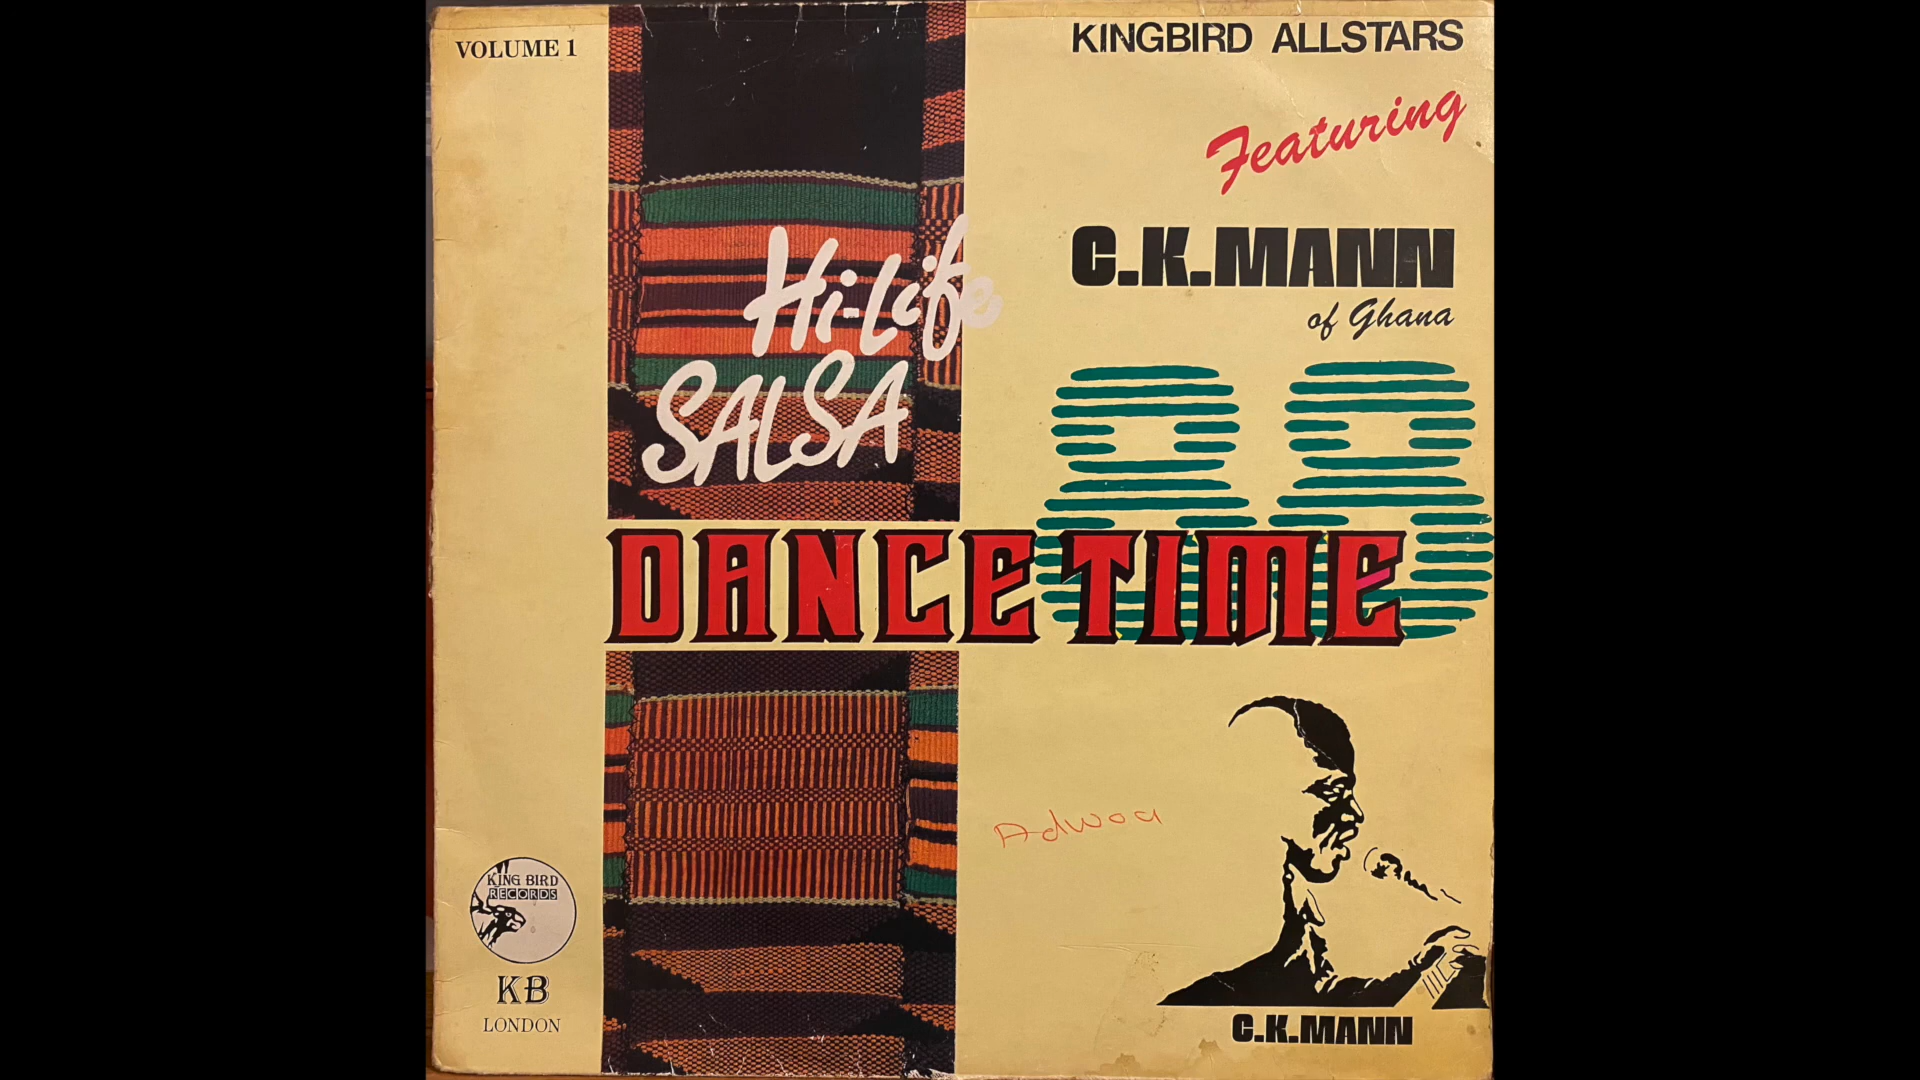 VOLUME 1
KINGBIRD ALLSTARS
Featuring
C.K.MANN
of Ghana
Hi-Life
SALSA
88
DANCE TIME
Adwoa
KING BIRD
RECORDS
KB
LONDON
C.K.MANN